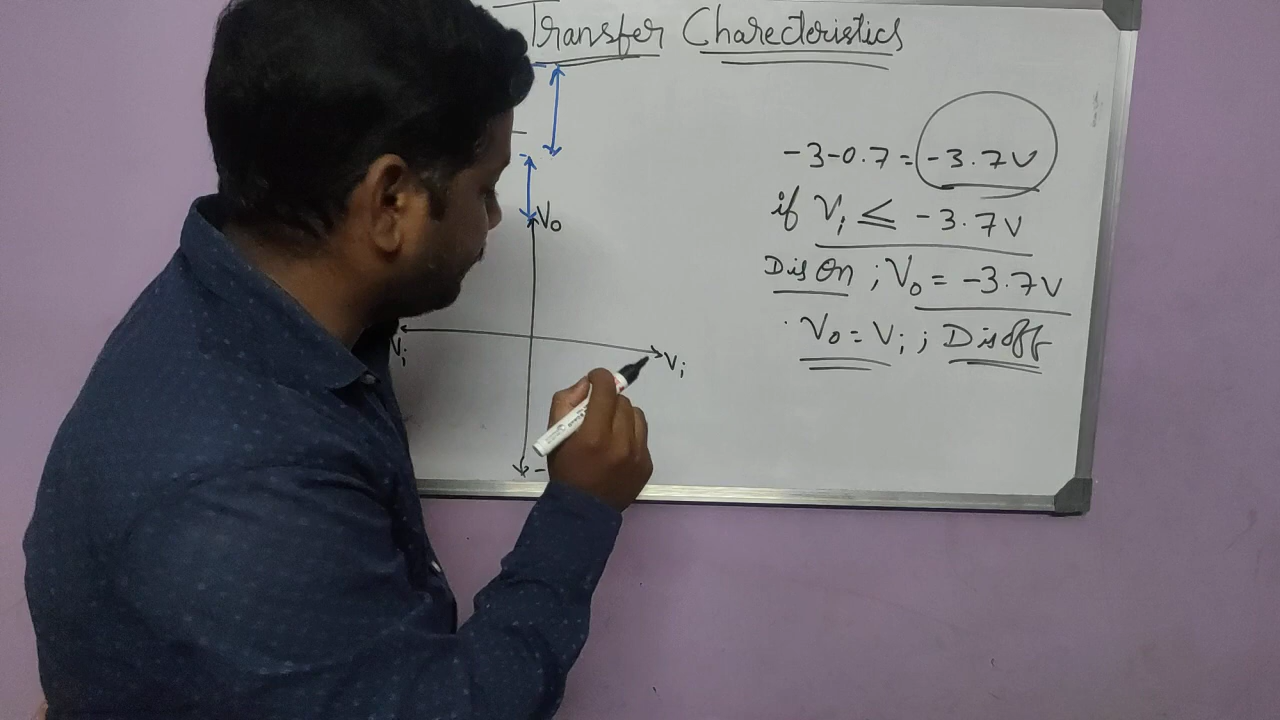 Transfer Charecteristics
-3-0.7 = -3.7V
if Vi ≤ -3.7V
D is On ; Vo = -3.7V
Vo = Vi ; D is off
Vo
Vi
Vi
-